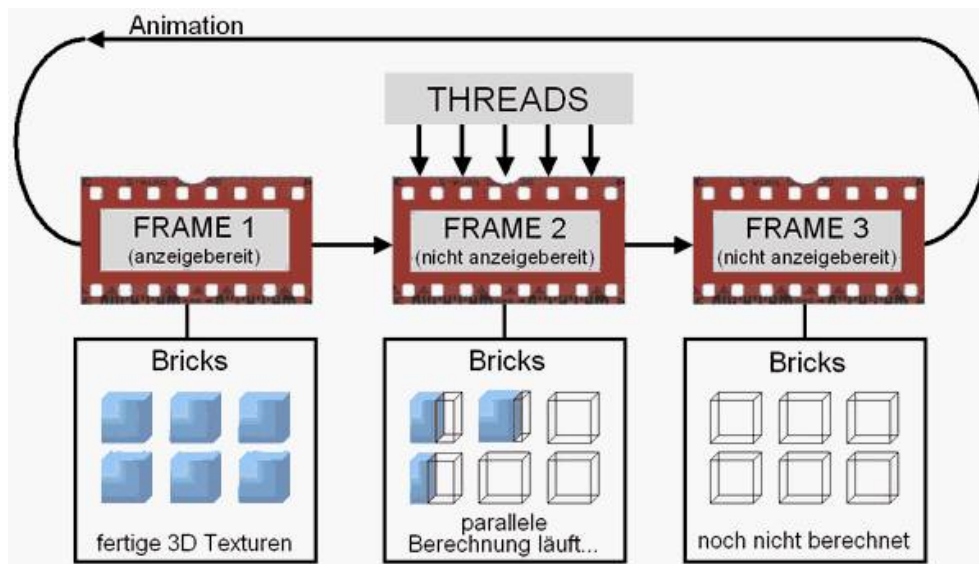 Animation
THREADS
FRAME 1
(anzeigebereit)
FRAME 2
(nicht anzeigebereit)
FRAME 3
(nicht anzeigebereit)
Bricks
fertige 3D Texturen
Bricks
parallele
Berechnung läuft...
Bricks
noch nicht berechnet